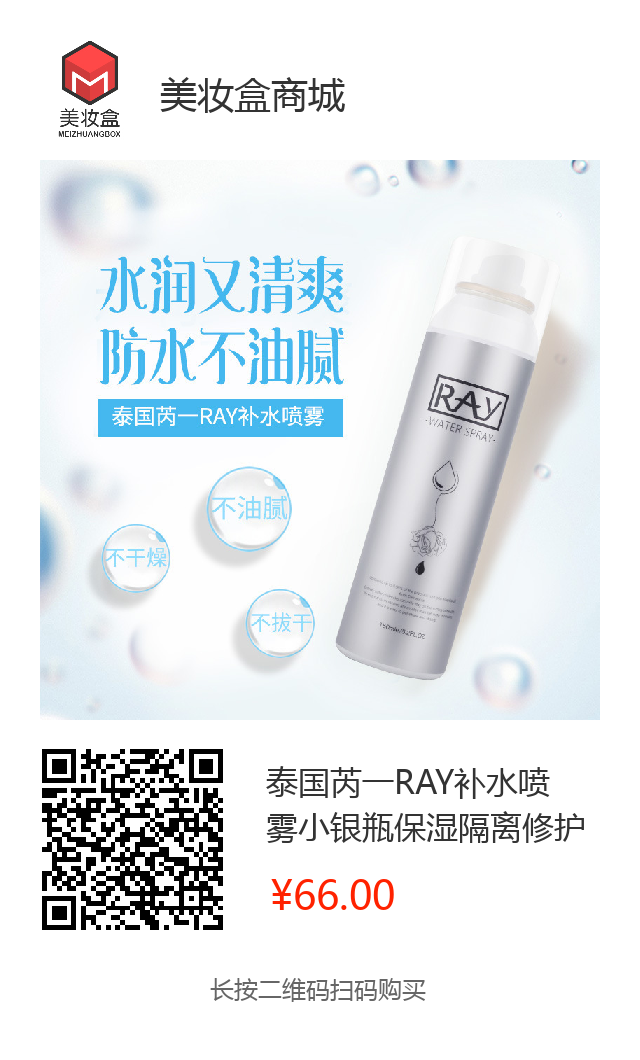 美妆盒
MEIZHUANGBOX
美妆盒商城
水润又清爽
防水不油腻
泰国芮一RAY补水喷雾
RAY
-WATER SPRAY-
不油腻
不干燥
不拔干
泰国芮一RAY补水喷
雾小银瓶保湿隔离修护
¥66.00
长按二维码扫码购买